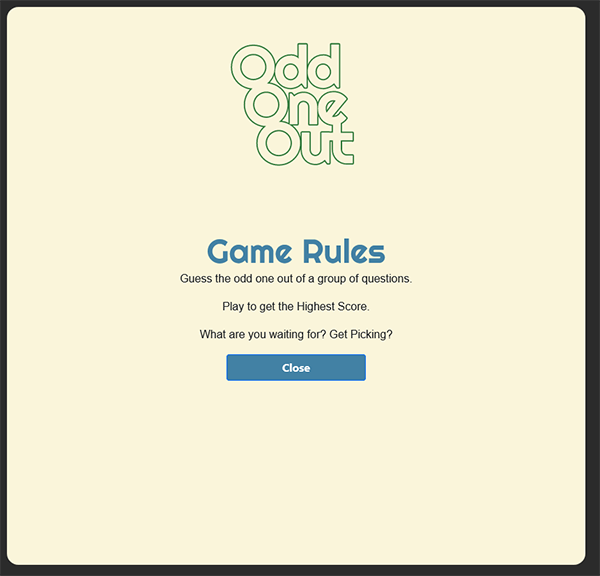 Odd
One
Out
Game Rules
Guess the odd one out of a group of questions.
Play to get the Highest Score.
What are you waiting for? Get Picking?
Close